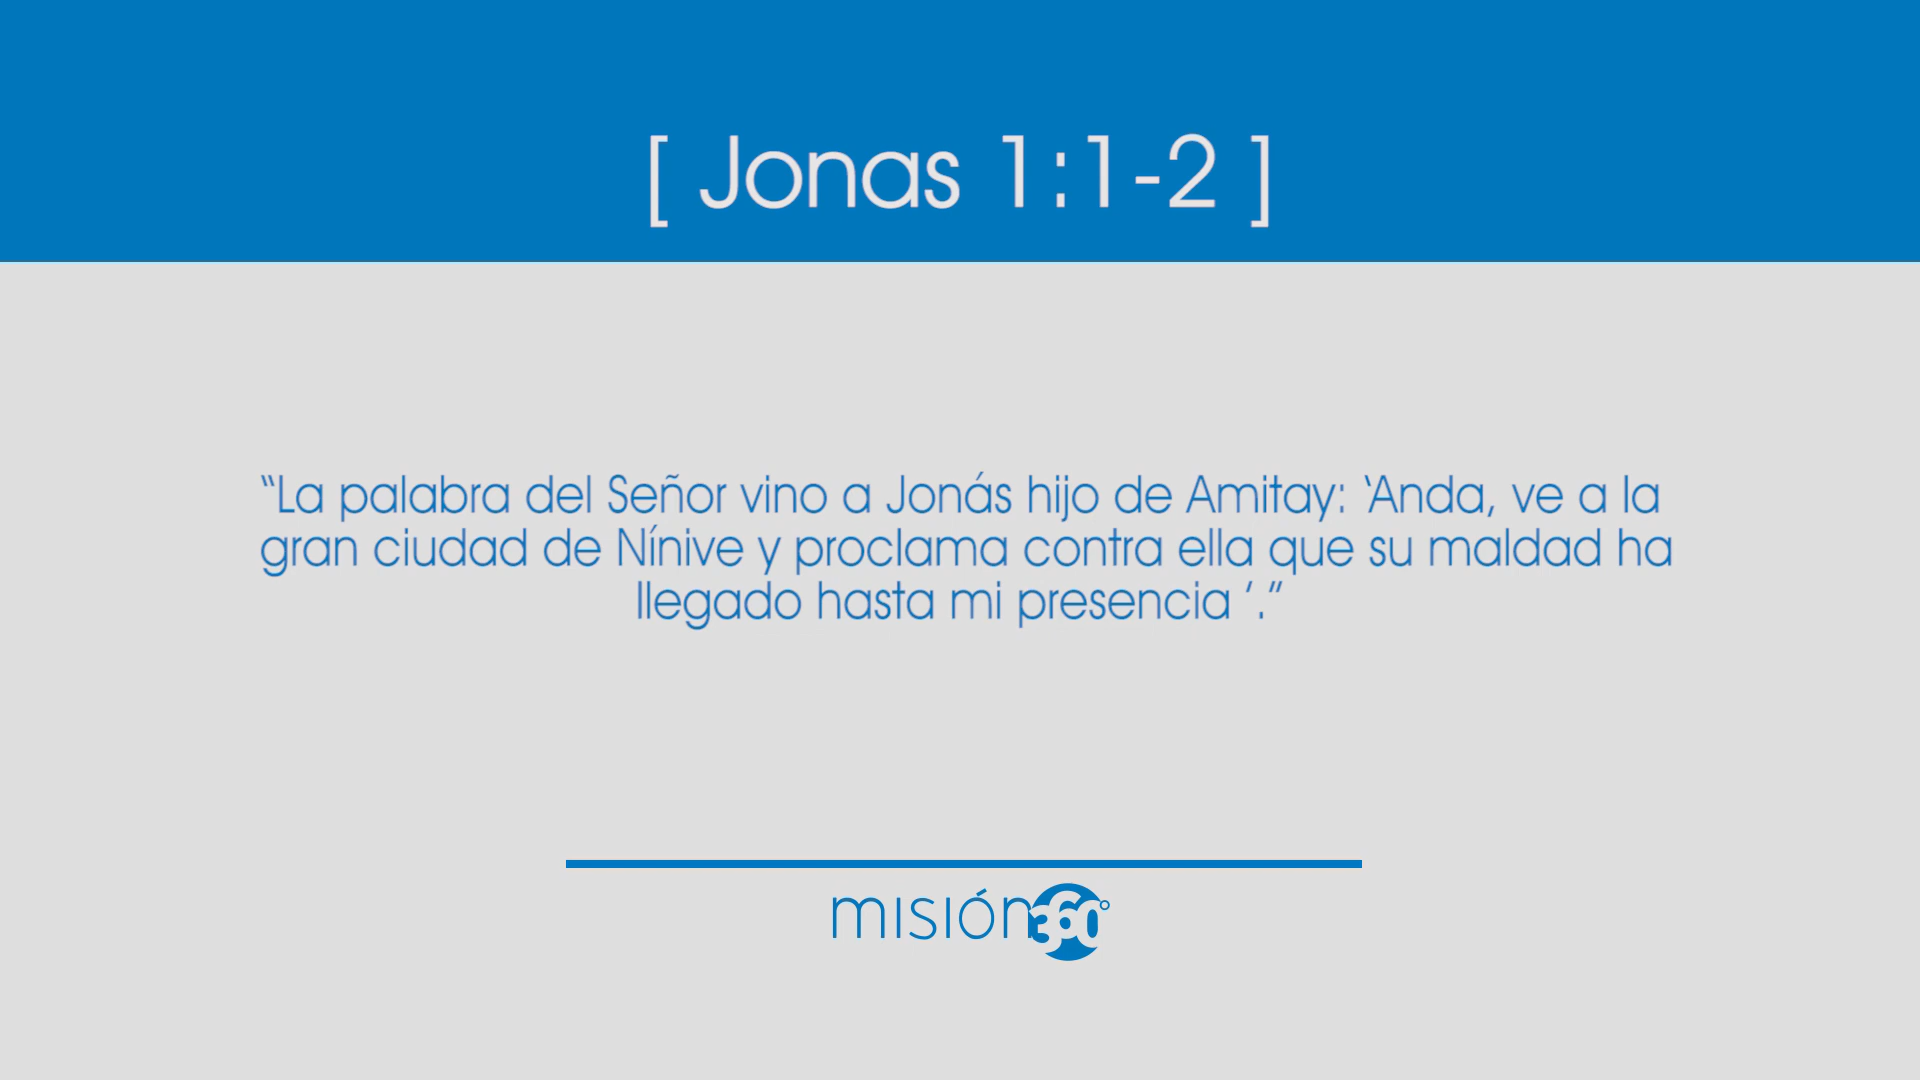 [ Jonas 1:1-2 ]
“La palabra del Señor vino a Jonás hijo de Amitay: ‘Anda, ve a la
gran ciudad de Nínive y proclama contra ella que su maldad ha
llegado hasta mi presencia ’.”
misión360°